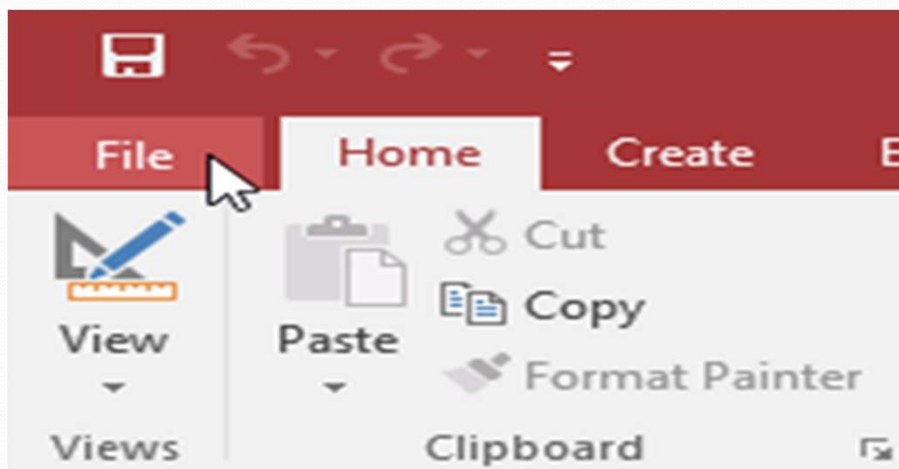 File Home Create E
Cut
Copy
View Paste
Format Painter
Views Clipboard